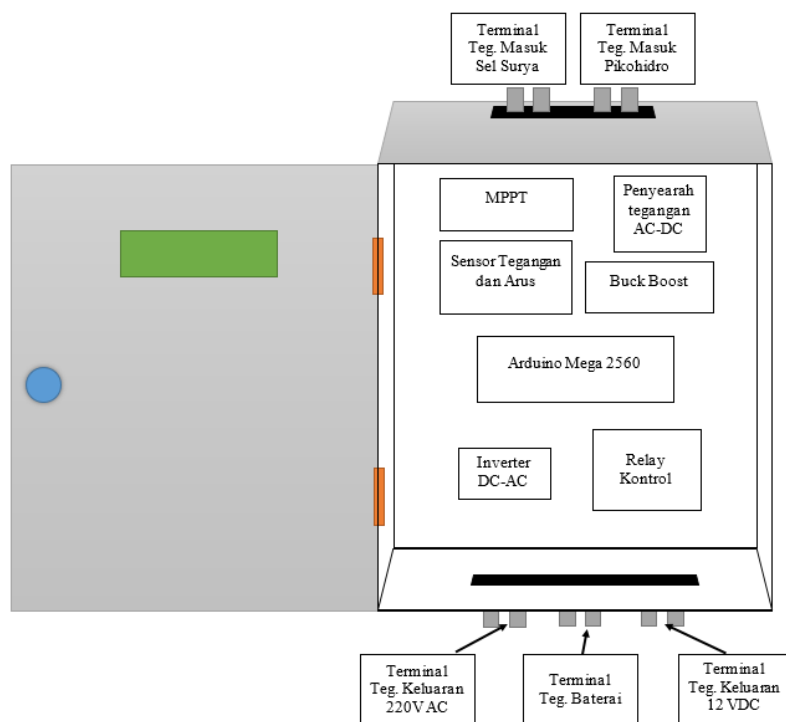 Terminal
Teg. Masuk
Sel Surya
Terminal
Teg. Masuk
Pikohidro
MPPT
Penyearah
tegangan
AC-DC
Sensor Tegangan
dan Arus
Buck Boost
Arduino Mega 2560
Inverter
DC-AC
Relay
Kontrol
Terminal
Teg. Keluaran
220V AC
Terminal
Teg. Baterai
Terminal
Teg. Keluaran
12 VDC